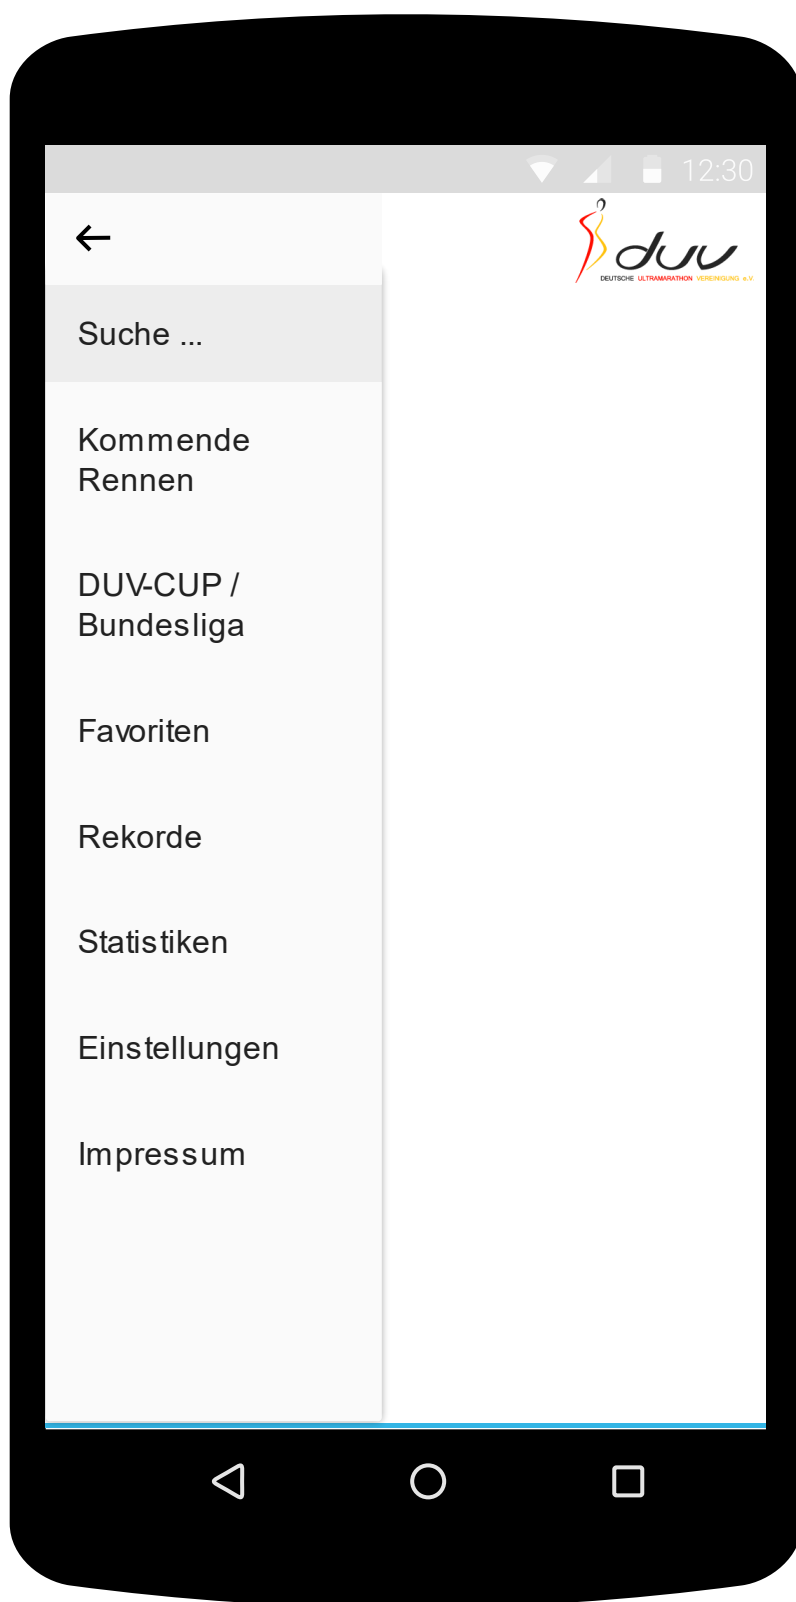 12:30
duv
DEUTSCHE ULTRAMARATHON VEREINIGUNG e.V
Suche ...
Kommende
Rennen
DUV-CUP /
Bundesliga
Favoriten
Rekorde
Statistiken
Einstellungen
Impressum